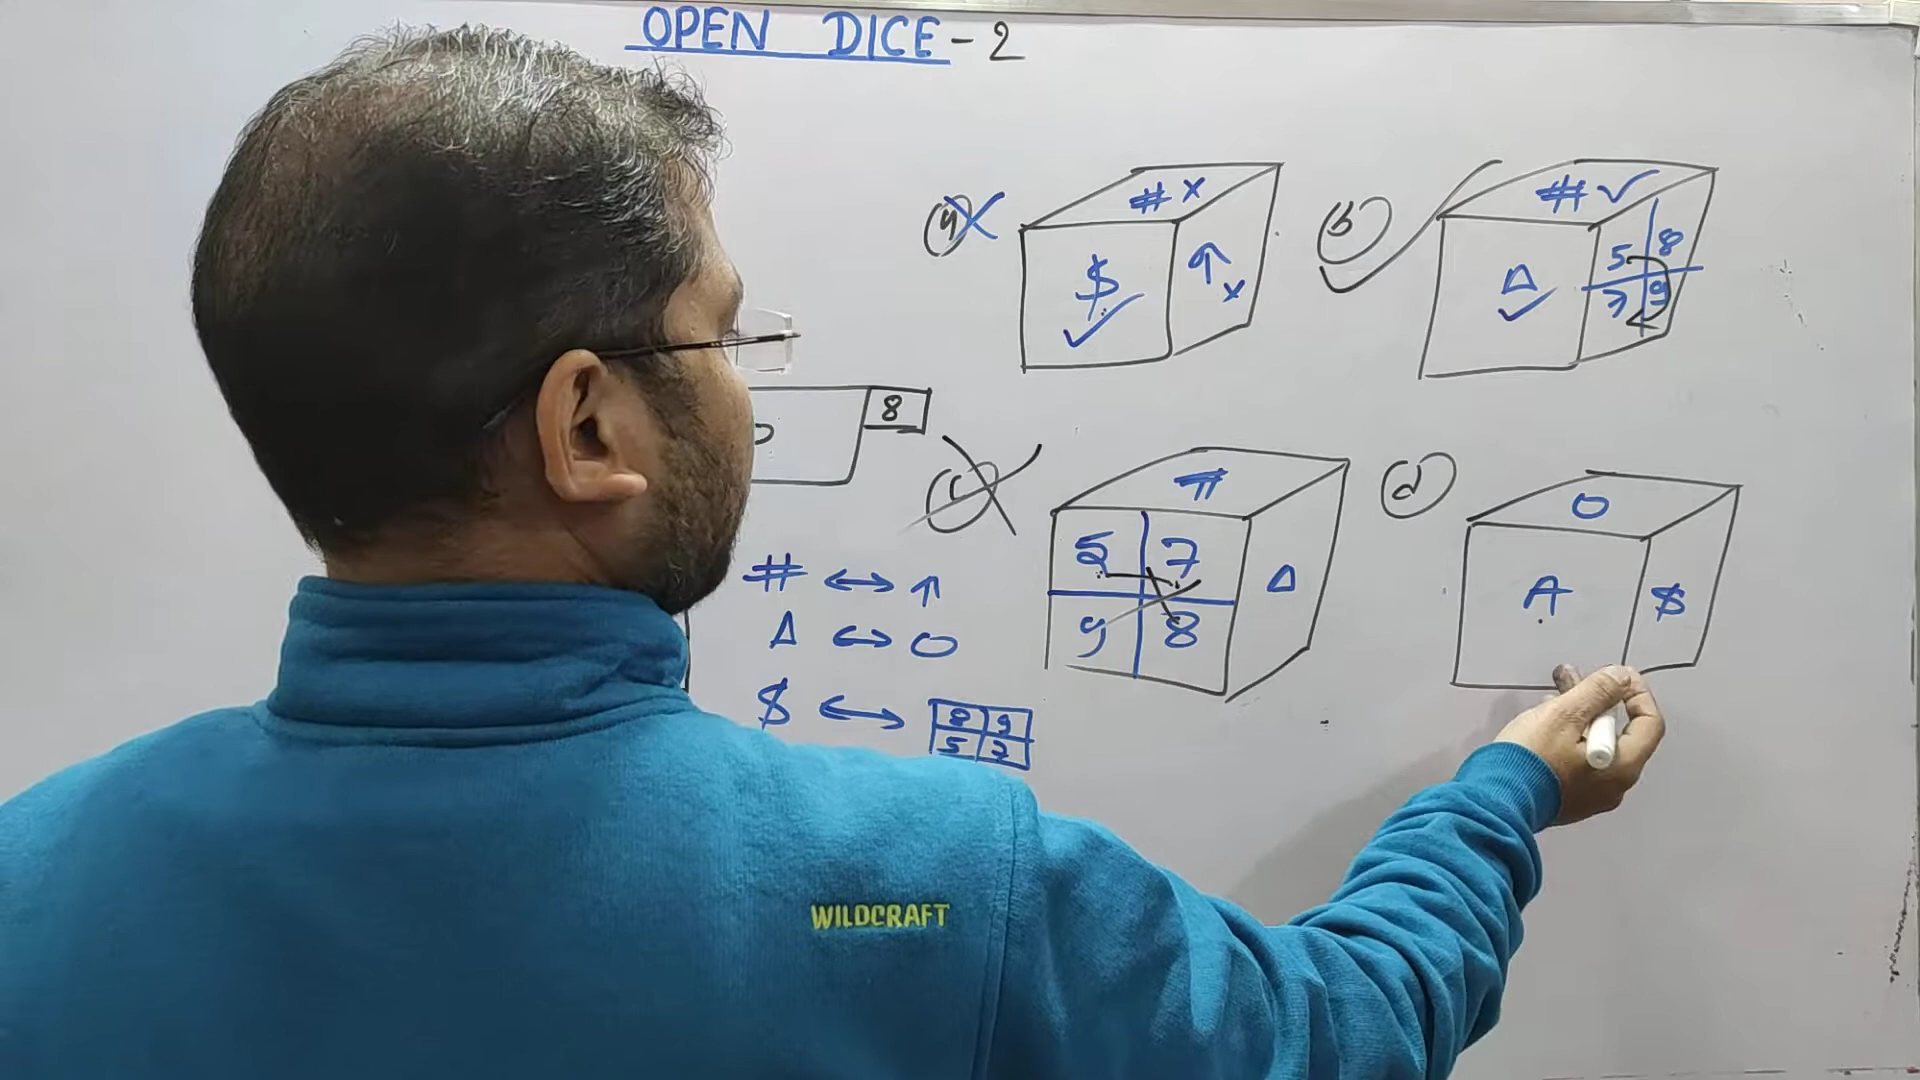 OPEN DICE - 2
(a) X
# x
$ ✓
↑ x
(b) ✓
# ✓
Δ ✓
5 8
7 9
8
(c) X
#
5 7
9 8
Δ
(d)
O
A
$
# ↔ ↑
Δ ↔ O
$ ↔
8 9
5 7
WILDCRAFT